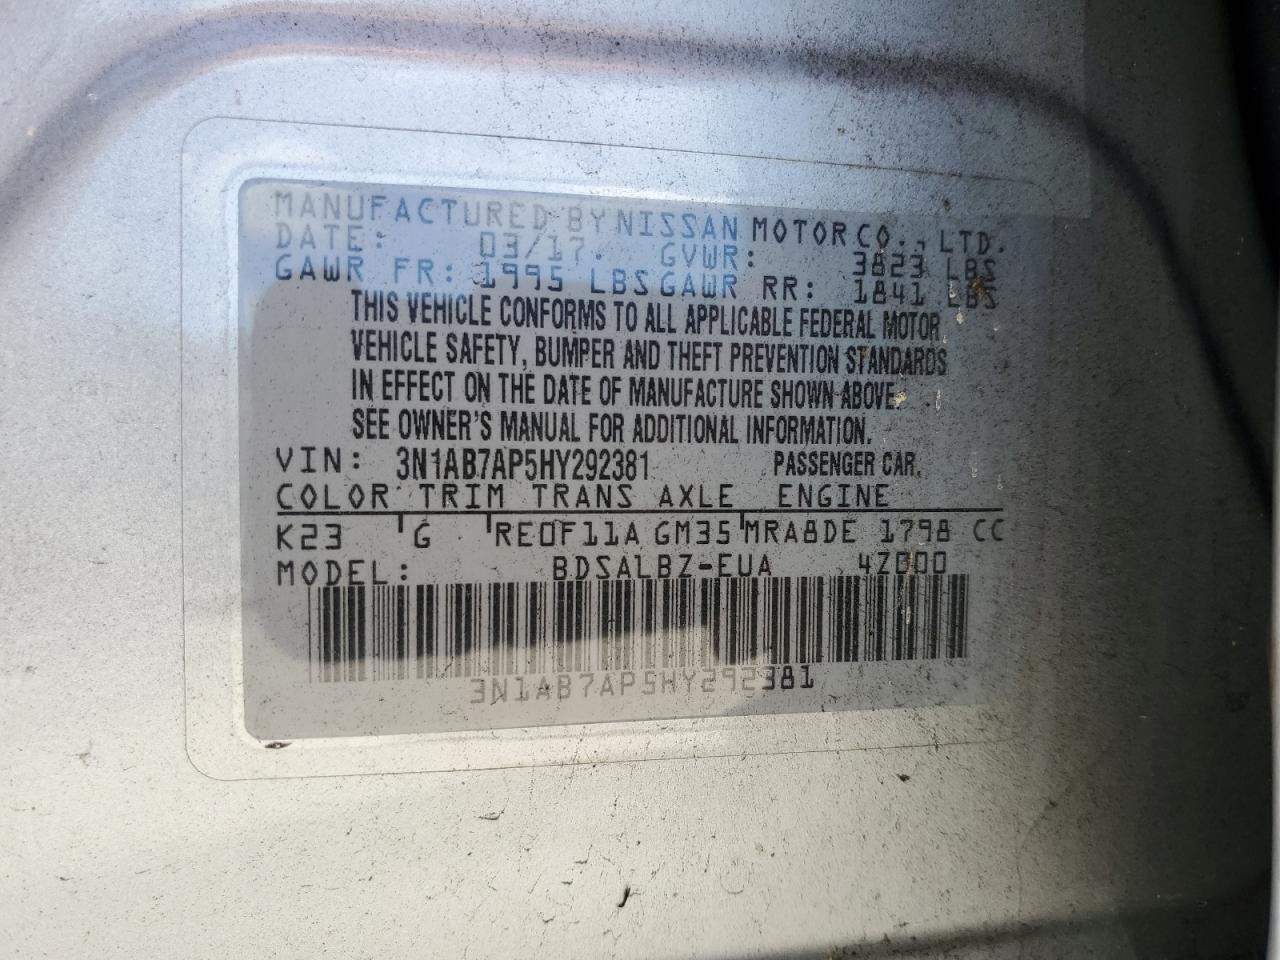 MANUFACTURED BY NISSAN MOTOR CO., LTD.
DATE: 03/17. GVWR: 3823 LBS
GAWR FR: 1995 LBS GAWR RR: 1841 LBS
THIS VEHICLE CONFORMS TO ALL APPLICABLE FEDERAL MOTOR
VEHICLE SAFETY, BUMPER AND THEFT PREVENTION STANDARDS
IN EFFECT ON THE DATE OF MANUFACTURE SHOWN ABOVE.
SEE OWNER'S MANUAL FOR ADDITIONAL INFORMATION.
VIN: 3N1AB7AP5HY292381 PASSENGER CAR.
COLOR TRIM TRANS AXLE ENGINE
K23 G RE0F11A GM35 MRA8DE 1798 CC
MODEL: BDSALBZ-EUA 4Z000
3N1AB7AP5HY292381